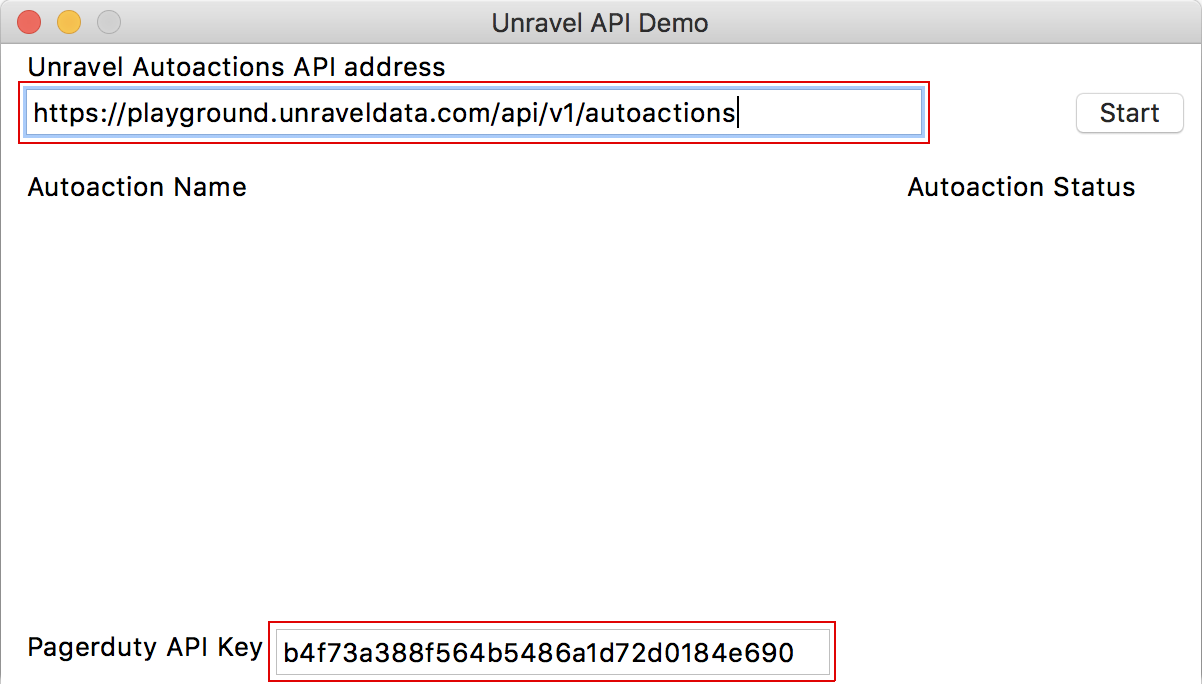 Unravel API Demo
Unravel Autoactions API address
https://playground.unraveldata.com/api/v1/autoactions
Start
Autoaction Name
Autoaction Status
Pagerduty API Key
b4f73a388f564b5486a1d72d0184e690